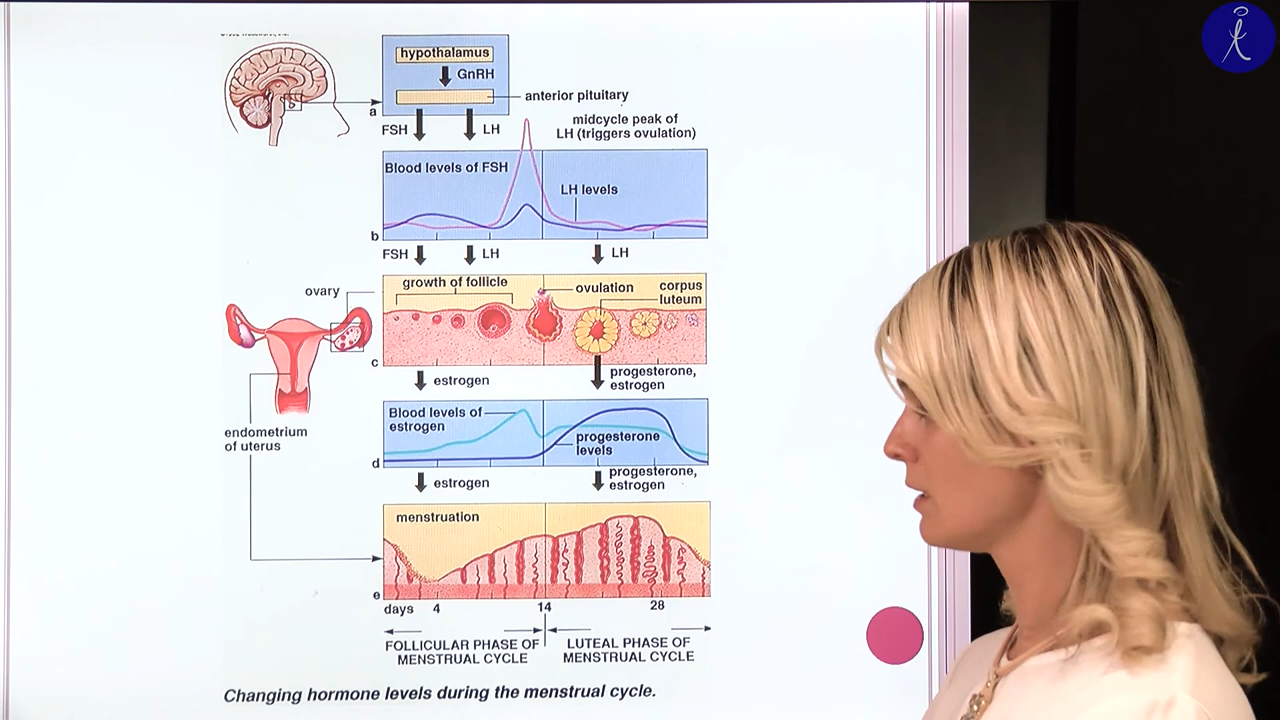 hypothalamus
GnRH
anterior pituitary
a
FSH
LH
midcycle peak of
LH (triggers ovulation)
Blood levels of FSH
LH levels
b
FSH
LH
LH
growth of follicle
ovulation
corpus
luteum
ovary
c
estrogen
progesterone,
estrogen
Blood levels of
estrogen
progesterone
levels
endometrium
of uterus
d
estrogen
progesterone,
estrogen
menstruation
e
days 4 14 28
FOLLICULAR PHASE OF
MENSTRUAL CYCLE
LUTEAL PHASE OF
MENSTRUAL CYCLE
Changing hormone levels during the menstrual cycle.